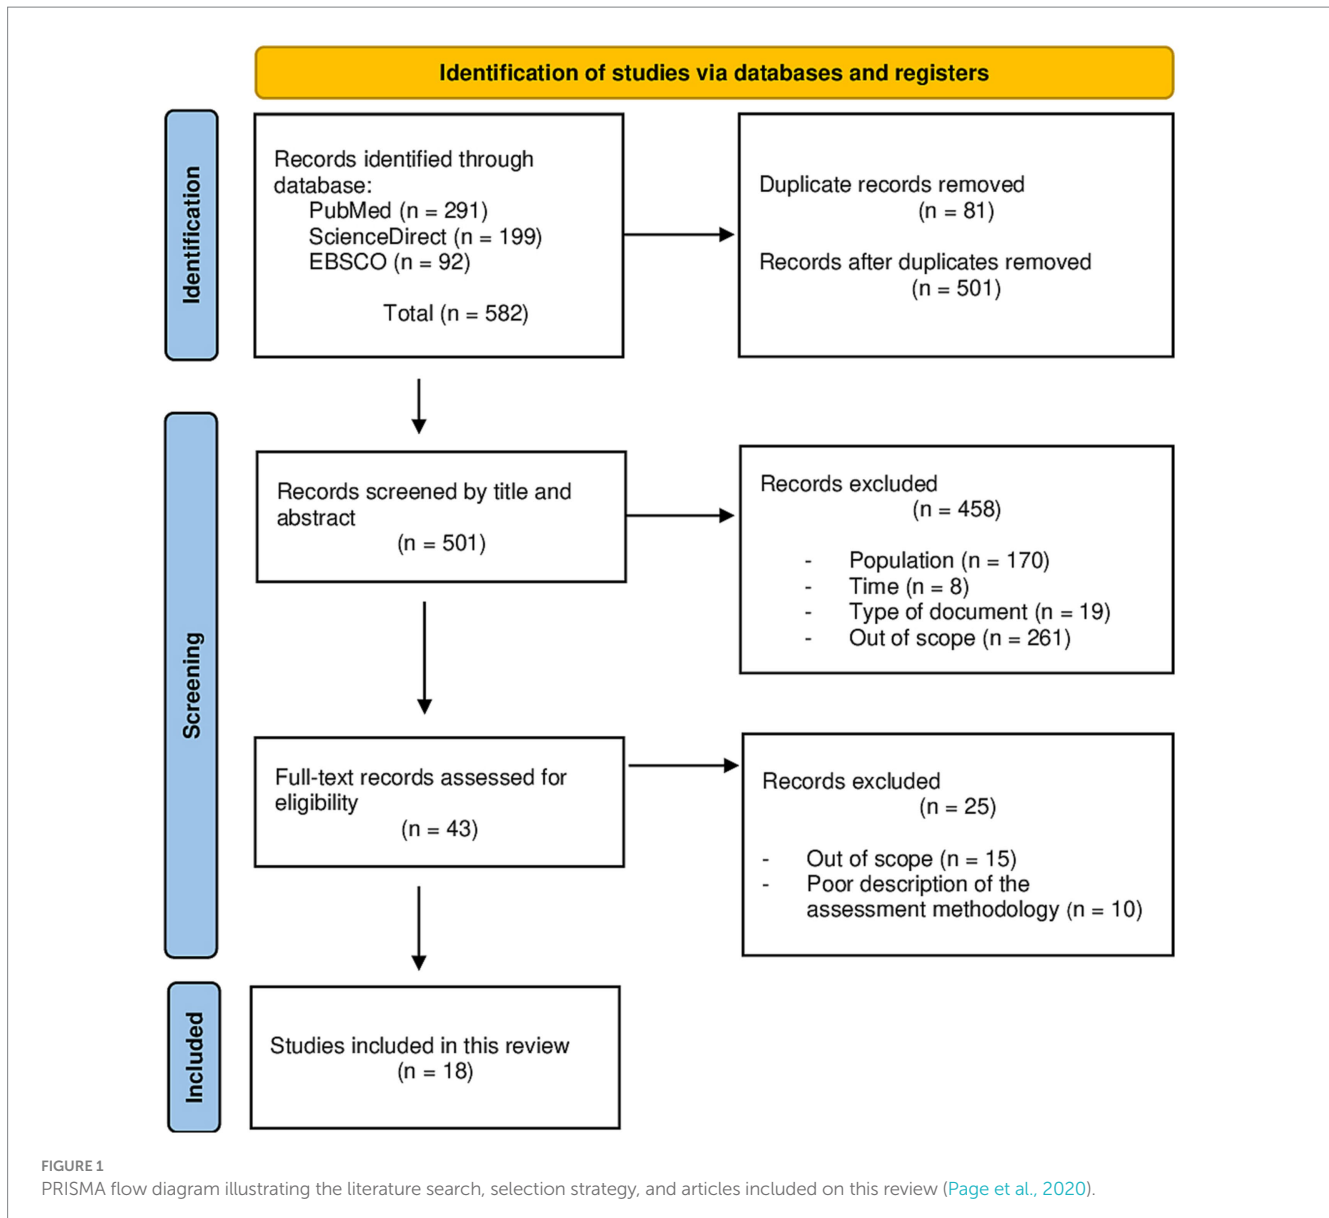 Identification of studies via databases and registers
Identification
Records identified through
database:
PubMed (n = 291)
ScienceDirect (n = 199)
EBSCO (n = 92)
Total (n = 582)
Duplicate records removed
(n = 81)
Records after duplicates removed
(n = 501)
Screening
Records screened by title and
abstract
(n = 501)
Records excluded
(n = 458)
- Population (n = 170)
- Time (n = 8)
- Type of document (n = 19)
- Out of scope (n = 261)
Full-text records assessed for
eligibility
(n = 43)
Records excluded
(n = 25)
- Out of scope (n = 15)
- Poor description of the
assessment methodology (n = 10)
Included
Studies included in this review
(n = 18)
FIGURE 1
PRISMA flow diagram illustrating the literature search, selection strategy, and articles included on this review (Page et al., 2020).